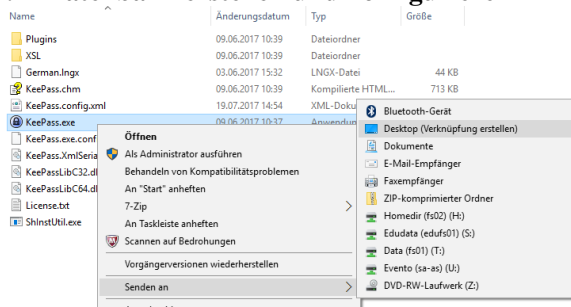 Name Änderungsdatum Typ Größe
Plugins 09.06.2017 10:39 Dateiordner
XSL 09.06.2017 10:39 Dateiordner
German.lngx 03.06.2017 15:32 LNGX-Datei 44 KB
KeePass.chm 09.06.2017 10:39 Kompilierte HTML... 713 KB
KeePass.config.xml 19.07.2017 14:54 XML-Doku
KeePass.exe 09.06.2017 10:37 Anwendun
KeePass.exe.conf
KeePass.XmlSeria
KeePassLibC32.dl
KeePassLibC64.dl
License.txt
ShInstUtil.exe
Öffnen
Als Administrator ausführen
Behandeln von Kompatibilitätsproblemen
An "Start" anheften
7-Zip
An Taskleiste anheften
Scannen auf Bedrohungen
Vorgängerversionen wiederherstellen
Senden an
Bluetooth-Gerät
Desktop (Verknüpfung erstellen)
Dokumente
E-Mail-Empfänger
Faxempfänger
ZIP-komprimierter Ordner
Homedir (fs02) (H:)
Edudata (edufs01) (S:)
Data (fs01) (T:)
Evento (sa-as) (U:)
DVD-RW-Laufwerk (Z:)